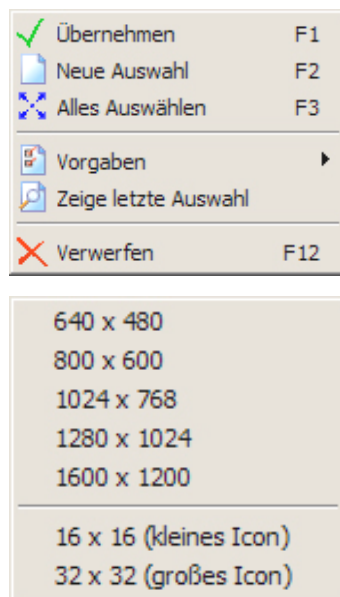 Übernehmen F1
Neue Auswahl F2
Alles Auswählen F3
Vorgaben
Zeige letzte Auswahl
Verwerfen F12
640 x 480
800 x 600
1024 x 768
1280 x 1024
1600 x 1200
16 x 16 (kleines Icon)
32 x 32 (großes Icon)